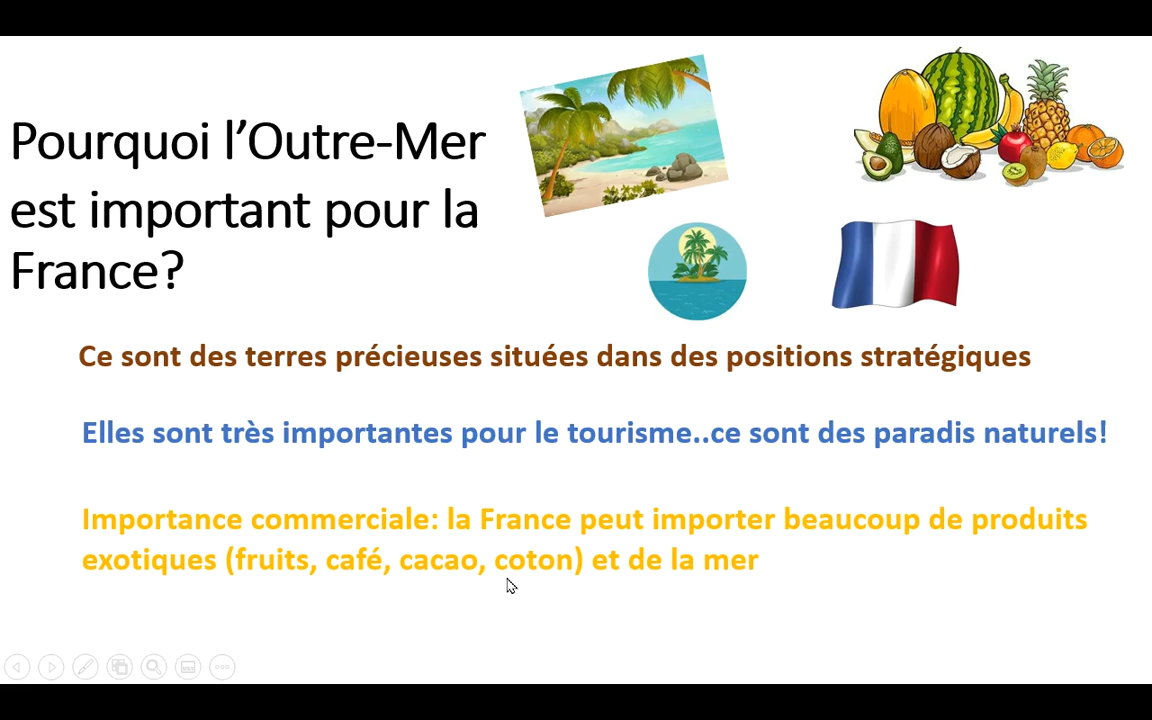 Pourquoi l’Outre-Mer
est important pour la
France?
Ce sont des terres précieuses situées dans des positions stratégiques
Elles sont très importantes pour le tourisme..ce sont des paradis naturels!
Importance commerciale: la France peut importer beaucoup de produits
exotiques (fruits, café, cacao, coton) et de la mer